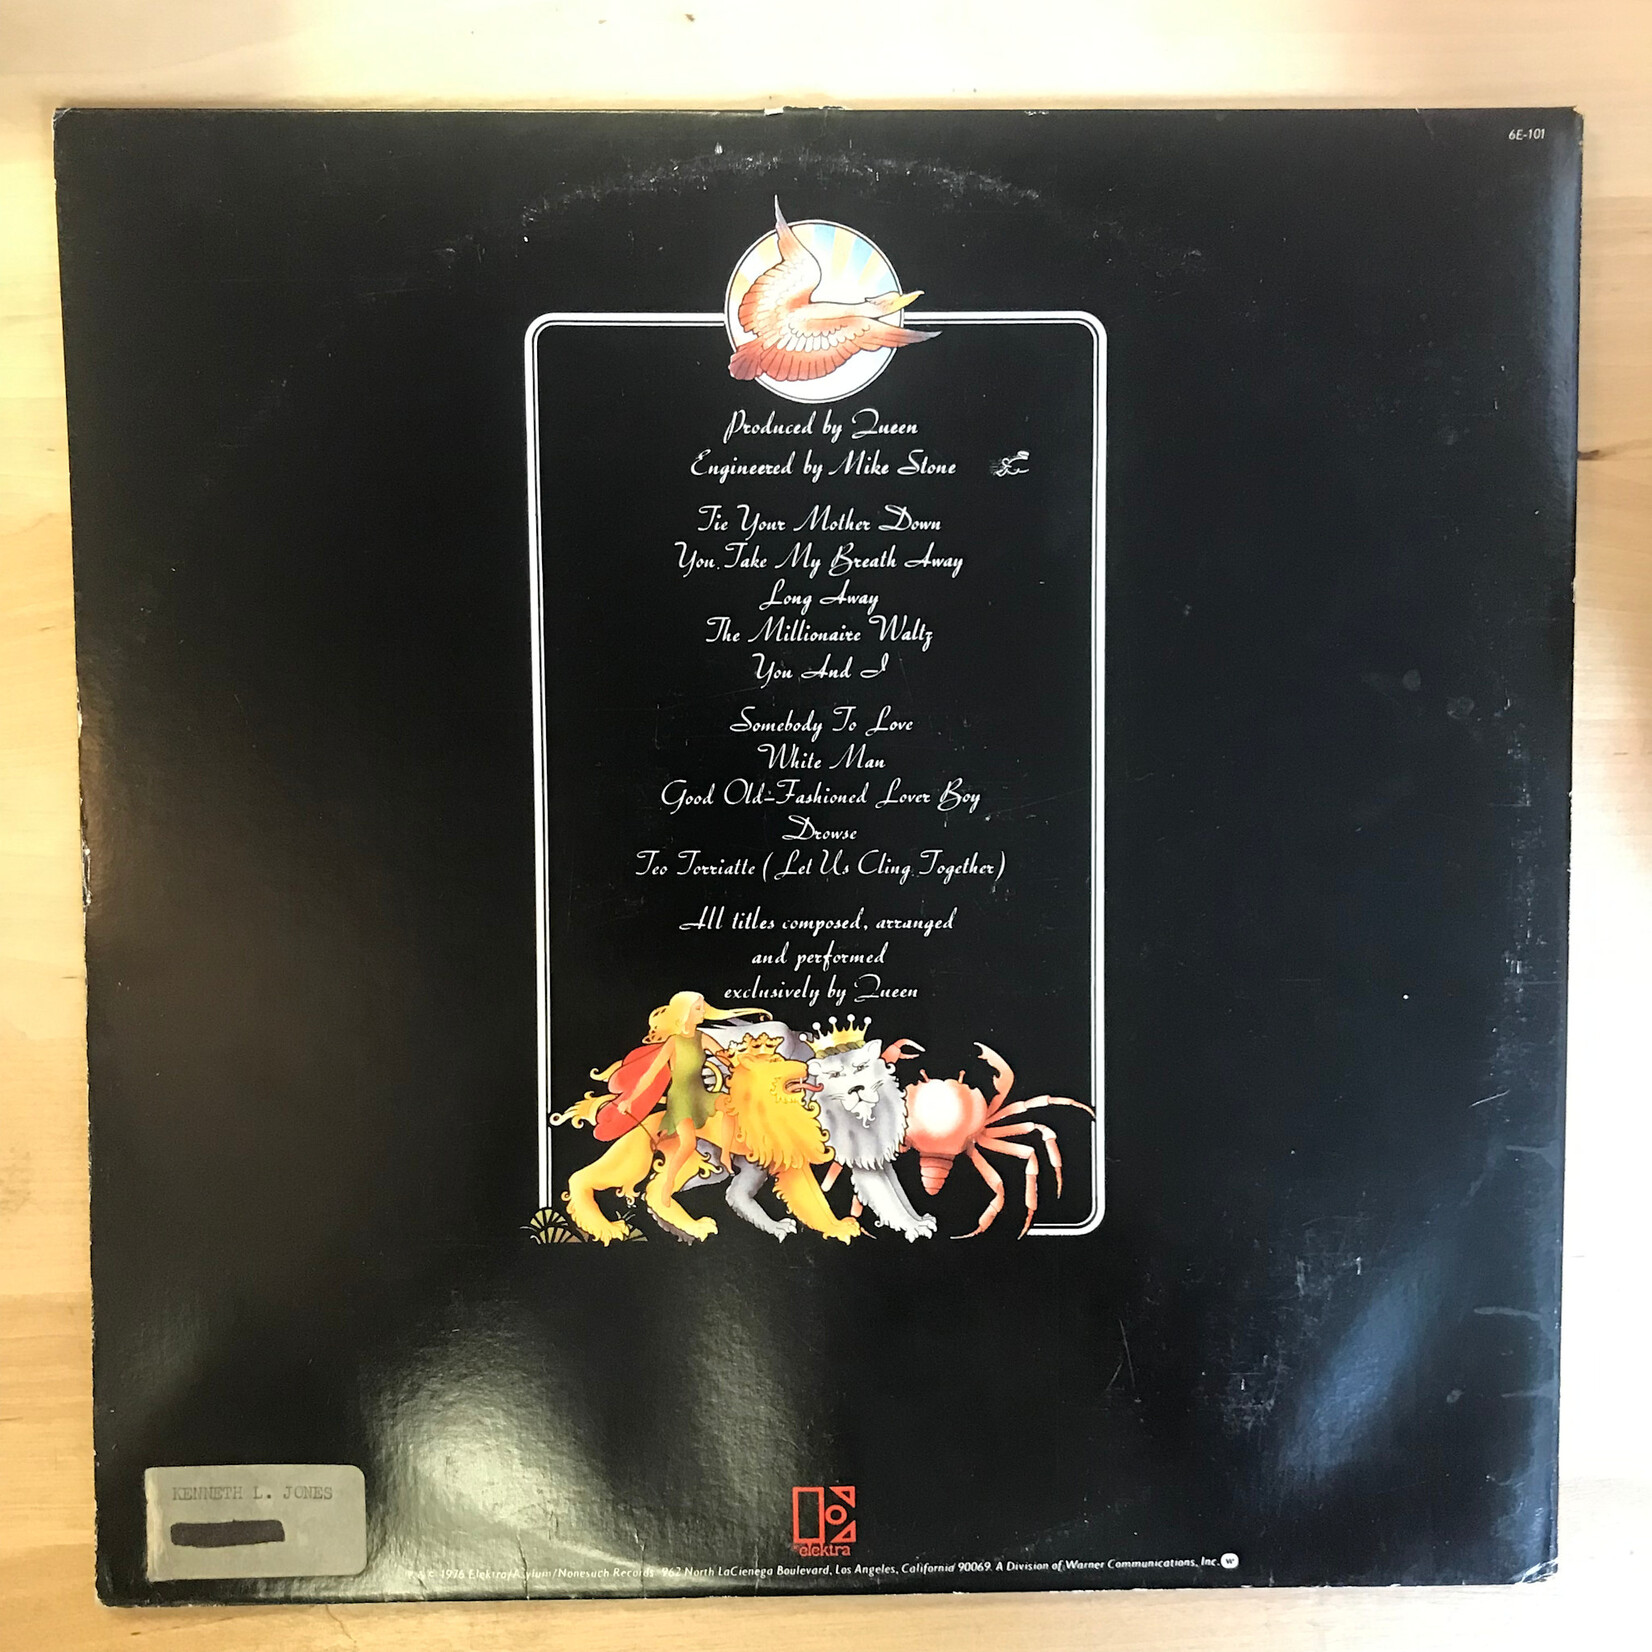 6E-101
Produced by Queen
Engineered by Mike Stone
Tie Your Mother Down
You Take My Breath Away
Long Away
The Millionaire Waltz
You And I
Somebody To Love
White Man
Good Old-Fashioned Lover Boy
Drowse
Teo Torriatte (Let Us Cling Together)
All titles composed, arranged
and performed
exclusively by Queen
KENNETH L. JONES
elektra
1976 Elektra/Asylum/Nonesuch Records 962 North LaCienega Boulevard, Los Angeles, California 90069. A Division of Warner Communications, Inc. W